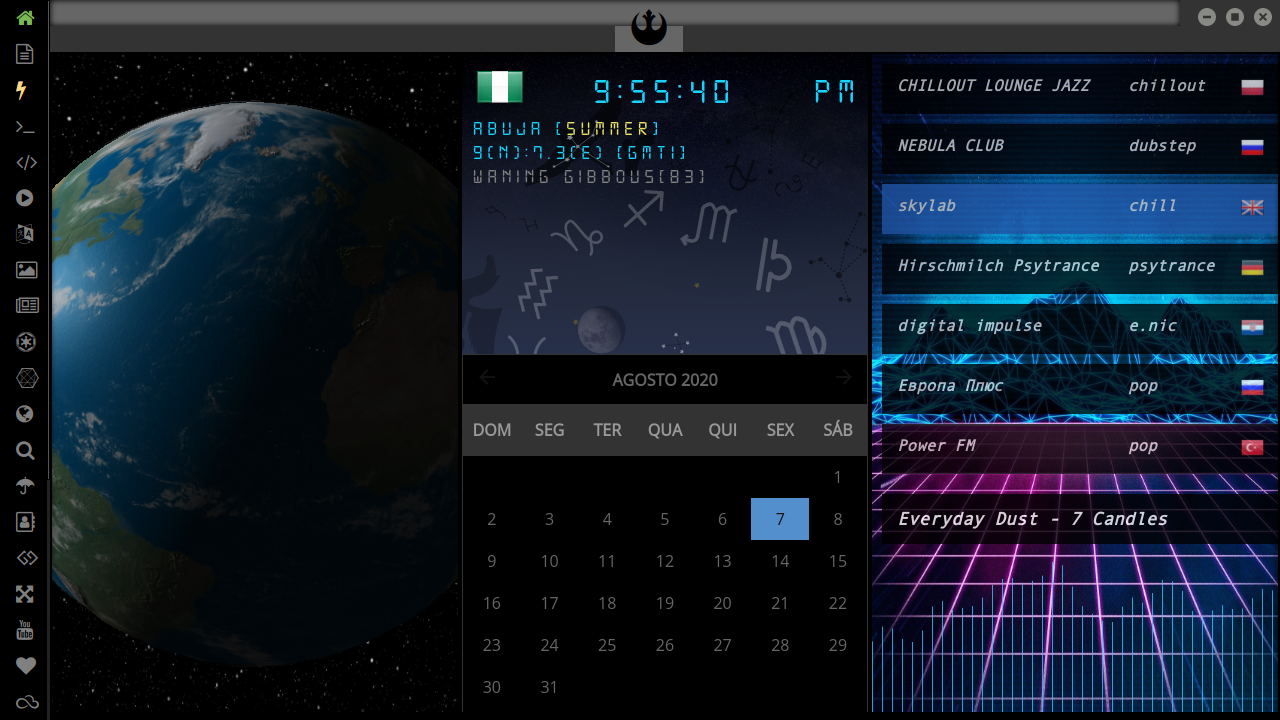 9:55:40 PM
ABUJA [SUMMER]
9(N):7.3(E) [GMT1]
WANING GIBBOUS[83]
AGOSTO 2020
DOM SEG TER QUA QUI SEX SÁB
1
2 3 4 5 6 7 8
9 10 11 12 13 14 15
16 17 18 19 20 21 22
23 24 25 26 27 28 29
30 31
CHILLOUT LOUNGE JAZZ chillout
NEBULA CLUB dubstep
skylab chill
Hirschmilch Psytrance psytrance
digital impulse e.nic
Европа Плюс pop
Power FM pop
Everyday Dust - 7 Candles
You
Tube